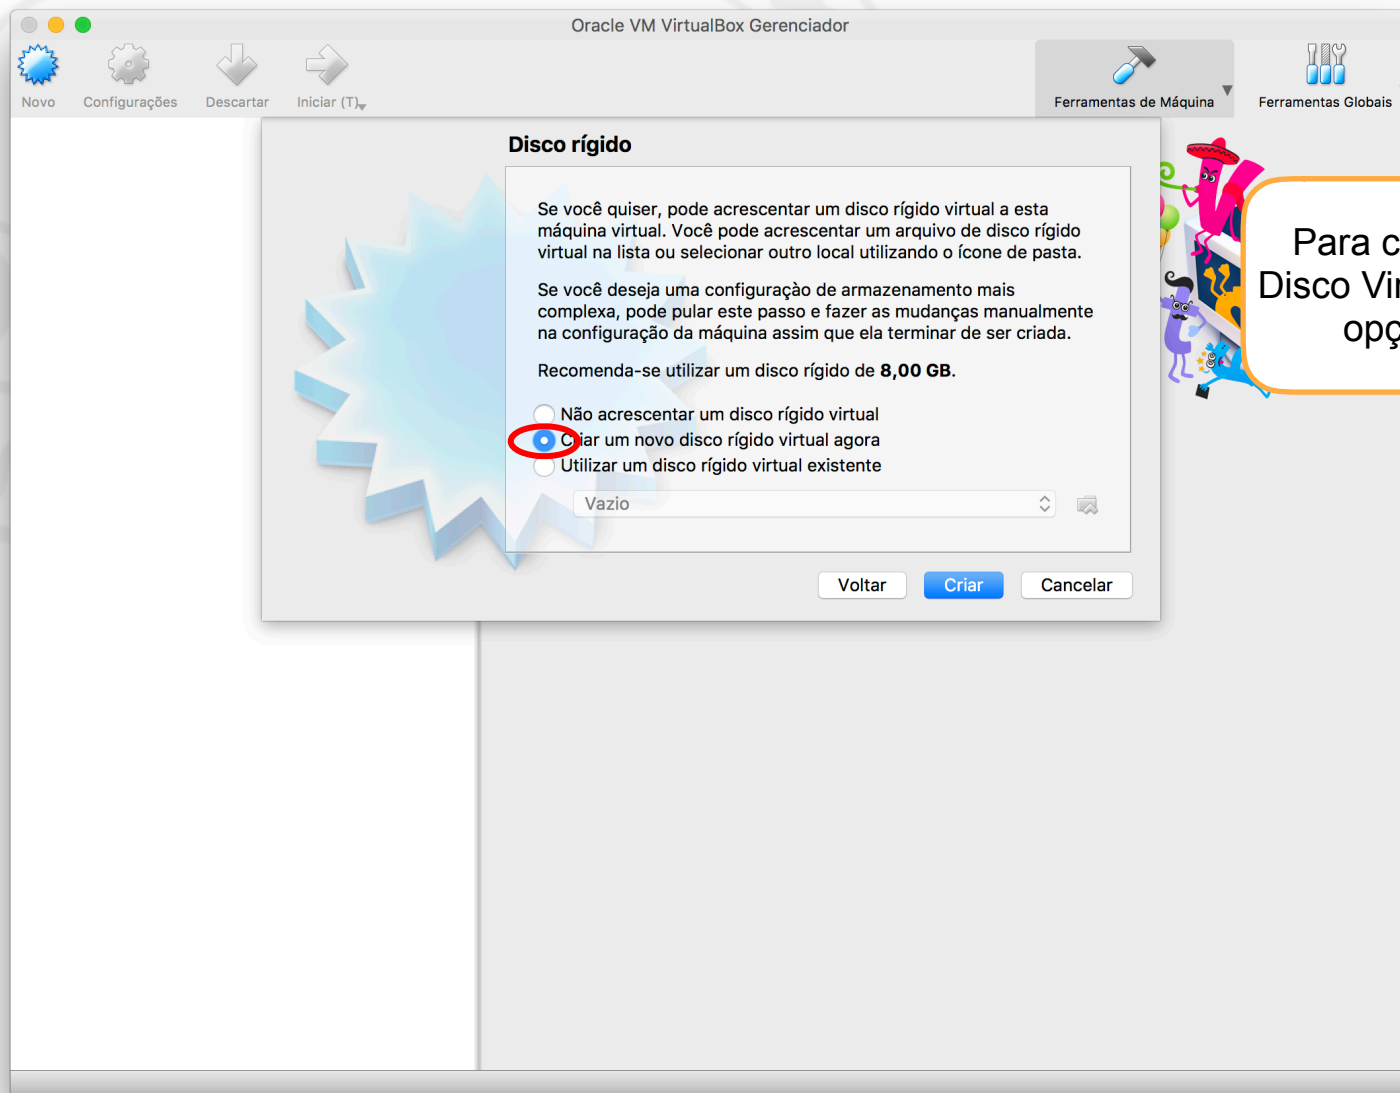 Oracle VM VirtualBox Gerenciador
Novo
Configurações
Descartar
Iniciar (T)
Ferramentas de Máquina
Ferramentas Globais
Disco rígido
Se você quiser, pode acrescentar um disco rígido virtual a esta
máquina virtual. Você pode acrescentar um arquivo de disco rígido
virtual na lista ou selecionar outro local utilizando o ícone de pasta.
Se você deseja uma configuraçào de armazenamento mais
complexa, pode pular este passo e fazer as mudanças manualmente
na configuração da máquina assim que ela terminar de ser criada.
Recomenda-se utilizar um disco rígido de 8,00 GB.
Não acrescentar um disco rígido virtual
Criar um novo disco rígido virtual agora
Utilizar um disco rígido virtual existente
Vazio
Voltar
Criar
Cancelar
Para
Disco